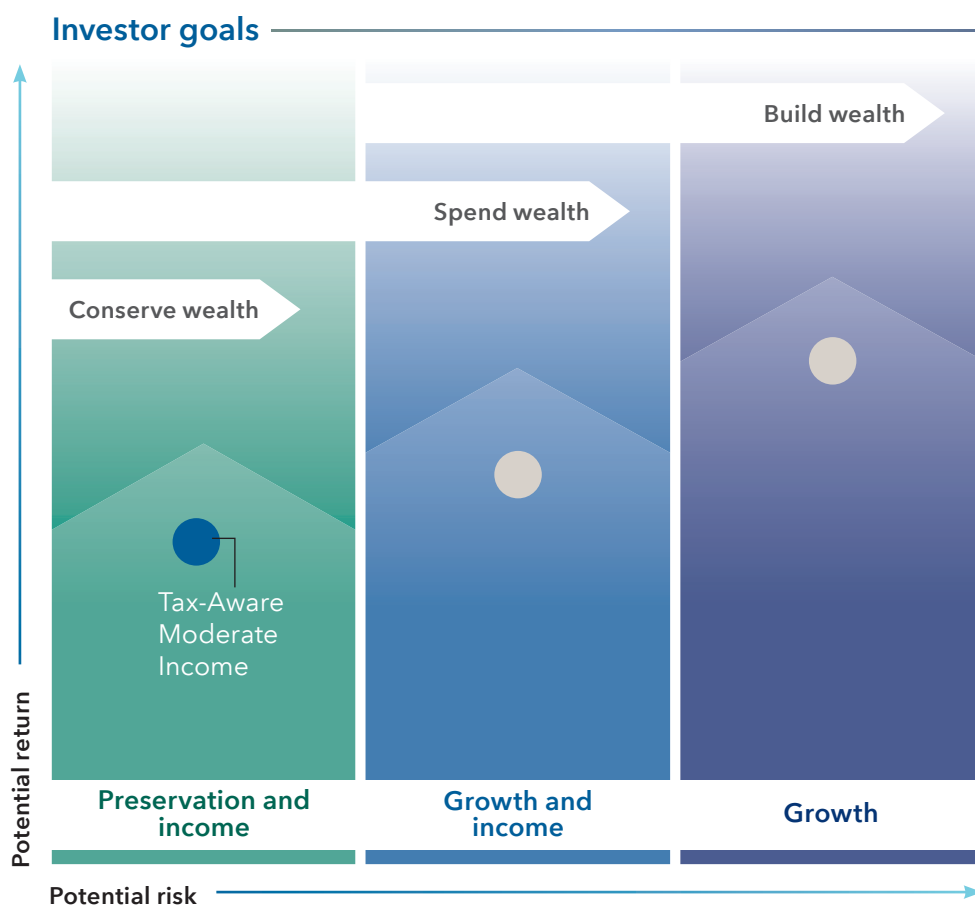 Investor goals
Build wealth
Spend wealth
Conserve wealth
Tax-Aware
Moderate
Income
Potential return
Preservation and
income
Growth and
income
Growth
Potential risk